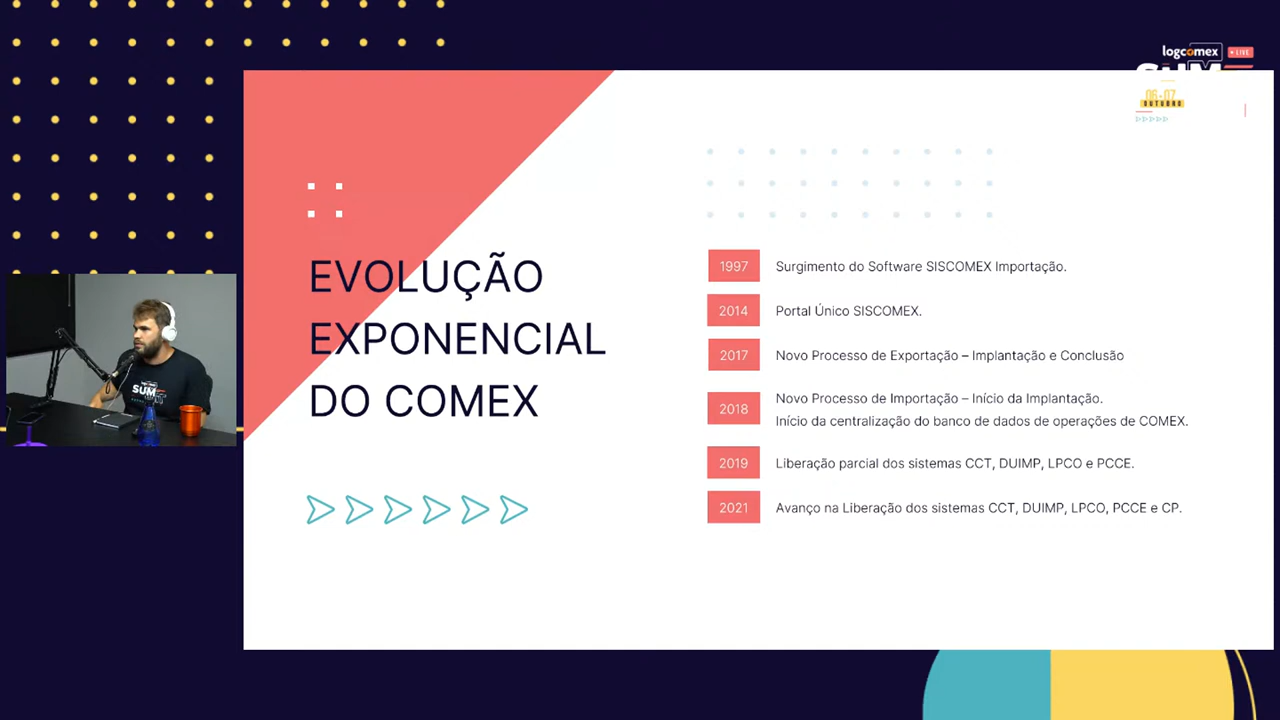 logcomex LIVE
06-07
OUTUBRO
EVOLUÇÃO
EXPONENCIAL
DO COMEX
1997 Surgimento do Software SISCOMEX Importação.
2014 Portal Único SISCOMEX.
2017 Novo Processo de Exportação – Implantação e Conclusão
2018 Novo Processo de Importação – Início da Implantação.
Início da centralização do banco de dados de operações de COMEX.
2019 Liberação parcial dos sistemas CCT, DUIMP, LPCO e PCCE.
2021 Avanço na Liberação dos sistemas CCT, DUIMP, LPCO, PCCE e CP.